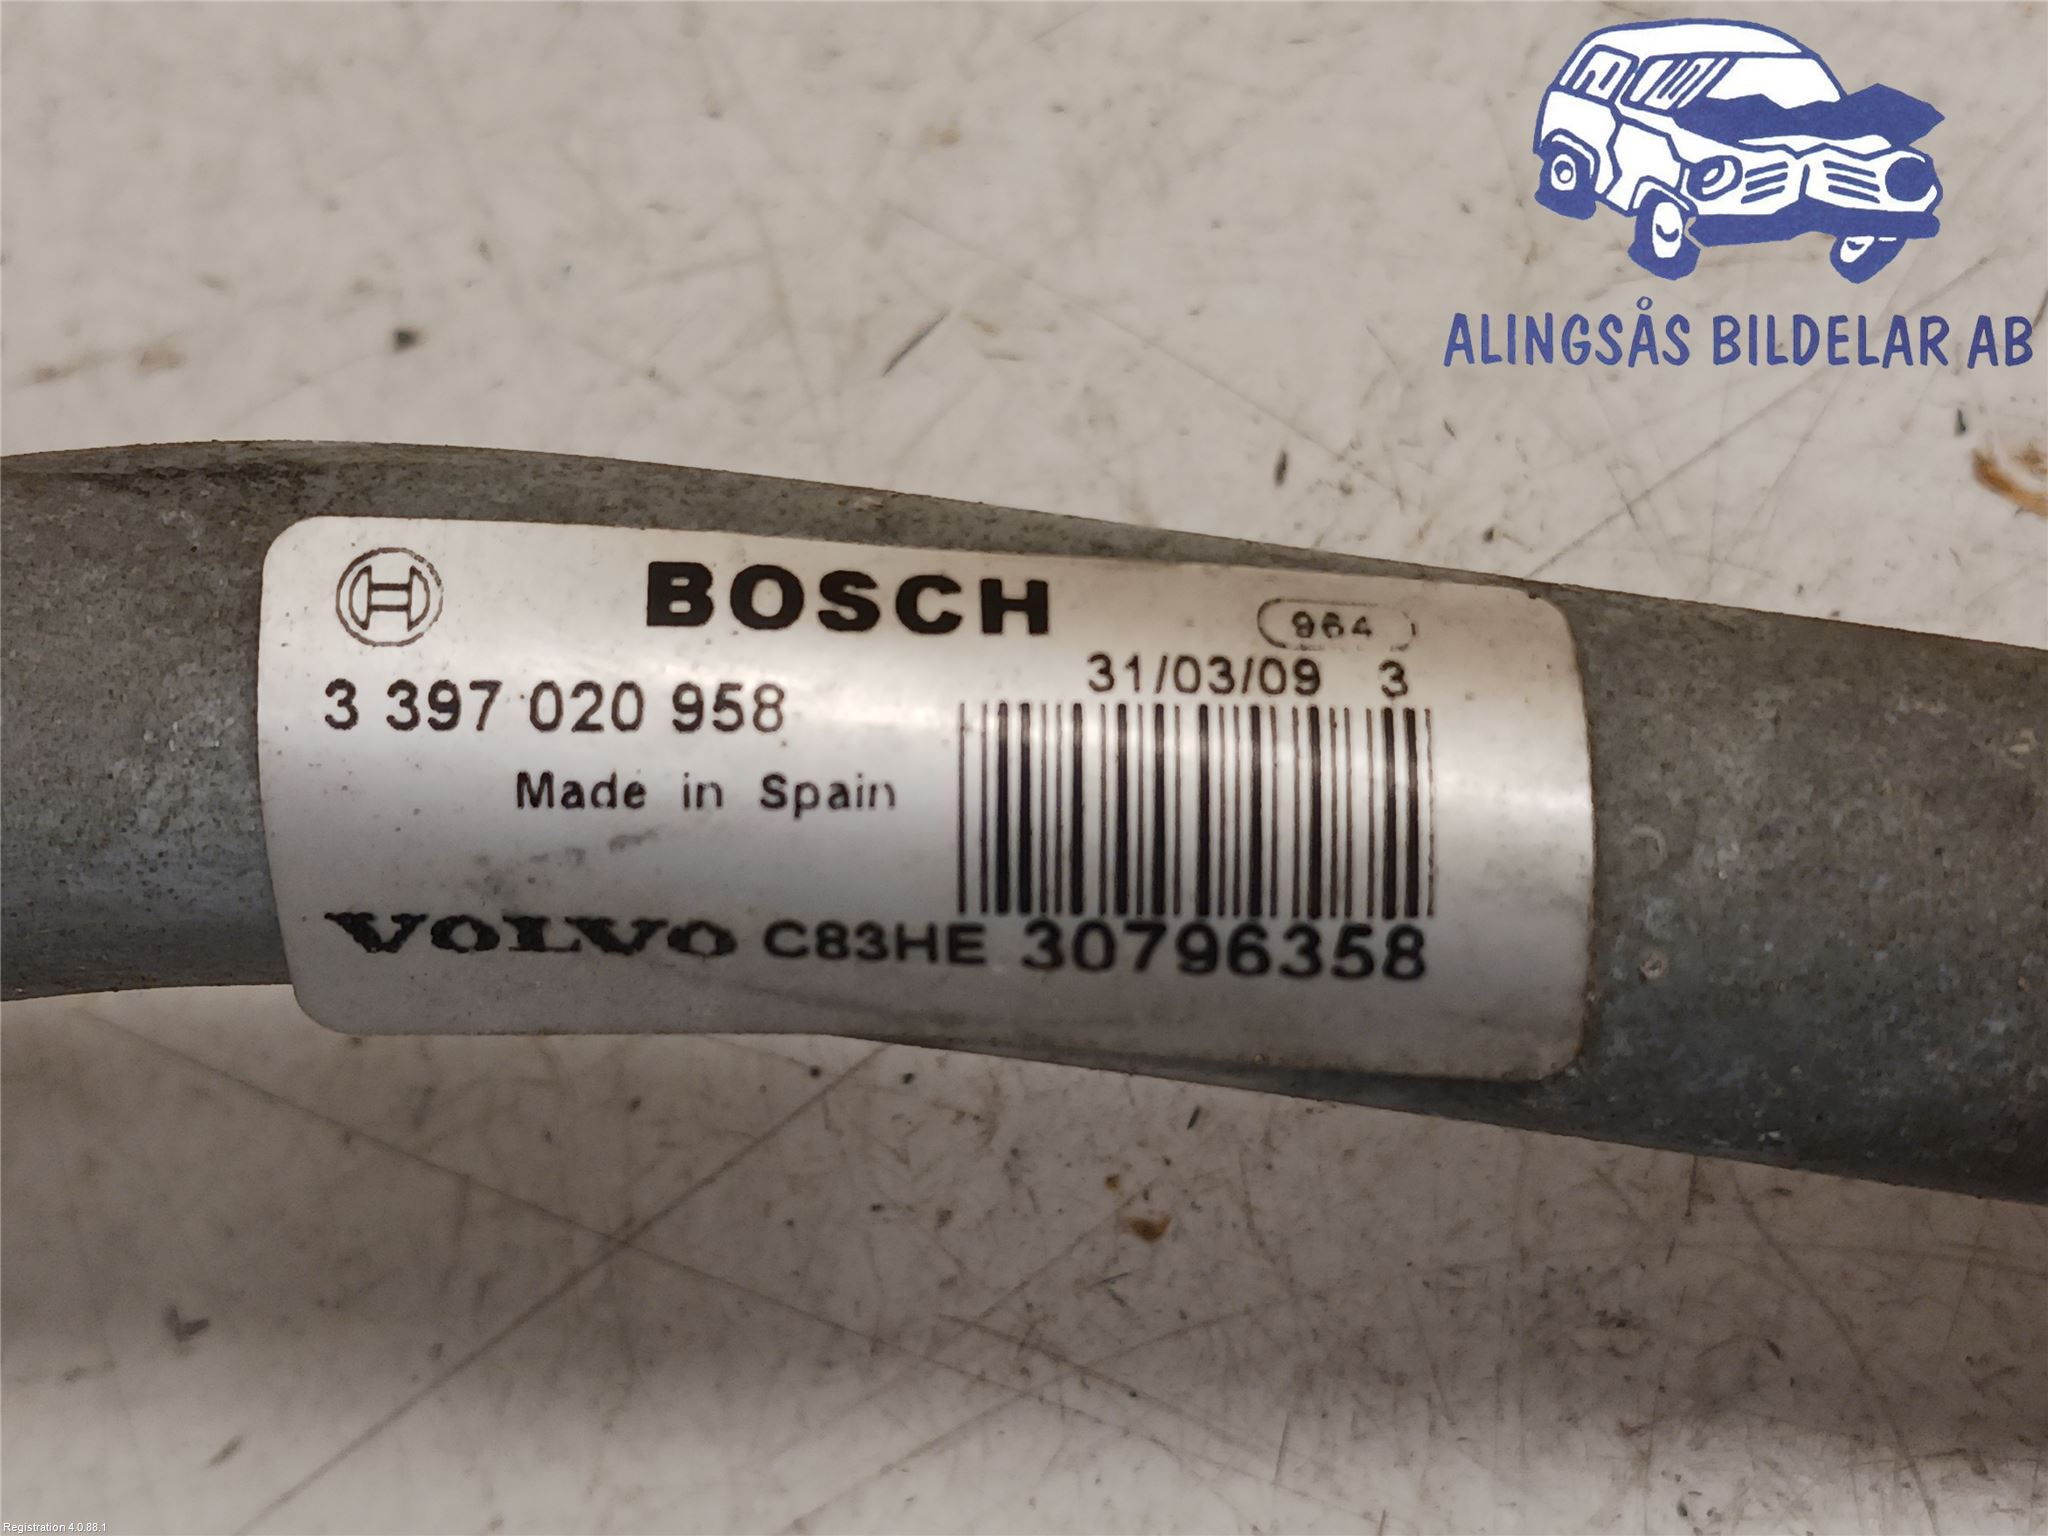 ALINGSÅS BILDELAR AB
BOSCH
964
31/03/09 3
3 397 020 958
Made in Spain
VOLVO C83HE 30796358
Registration 4.0.88.1